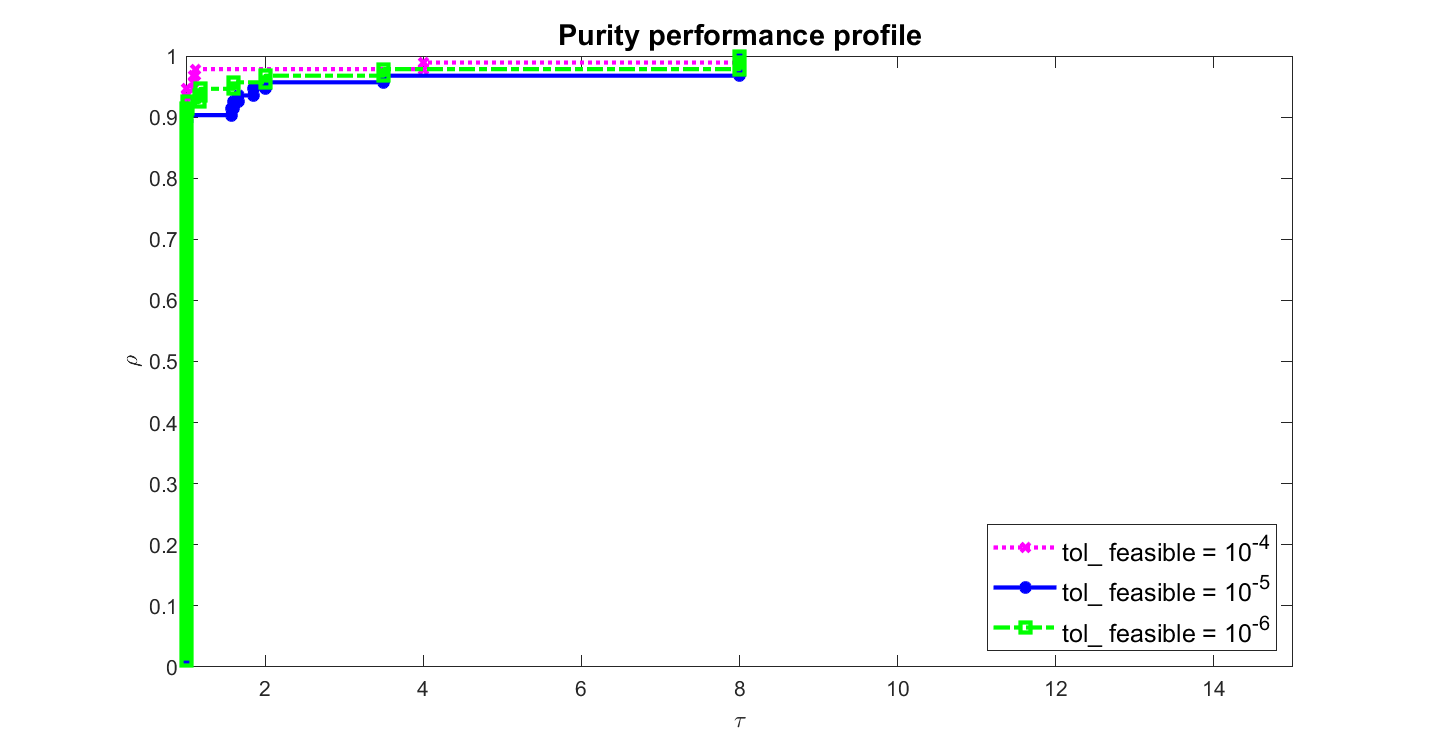 Purity performance profile
1
0.9
0.8
0.7
0.6
0.5
0.4
0.3
0.2
0.1
0
ρ
2 4 6 8 10 12 14
τ
tol_ feasible = 10^-4
tol_ feasible = 10^-5
tol_ feasible = 10^-6